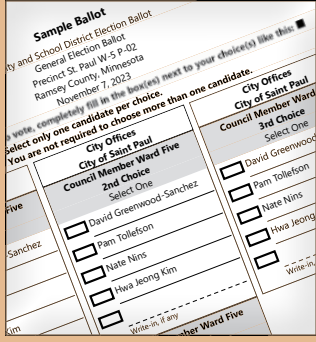 Sample Ballot
ty and School District Election Ballot
General Election Ballot
Precinct St. Paul W-5 P-02
Ramsey County, Minnesota
November 7, 2023
o vote, completely fill in the box(es) next to your choice(s) like this:
Select only one candidate per choice.
You are not required to choose more than one candidate.
Five
Sanchez
Kim
City Offices
City of Saint Paul
Council Member Ward Five
2nd Choice
Select One
David Greenwood-Sanchez
Pam Tollefson
Nate Nins
Hwa Jeong Kim
Write-in, if any
mber Ward Five
City Offices
City of Saint Paul
Council Member Ward
3rd Choice
Select One
David Greenwood
Pam Tollefson
Nate Nins
Hwa Jeong
Write-in,